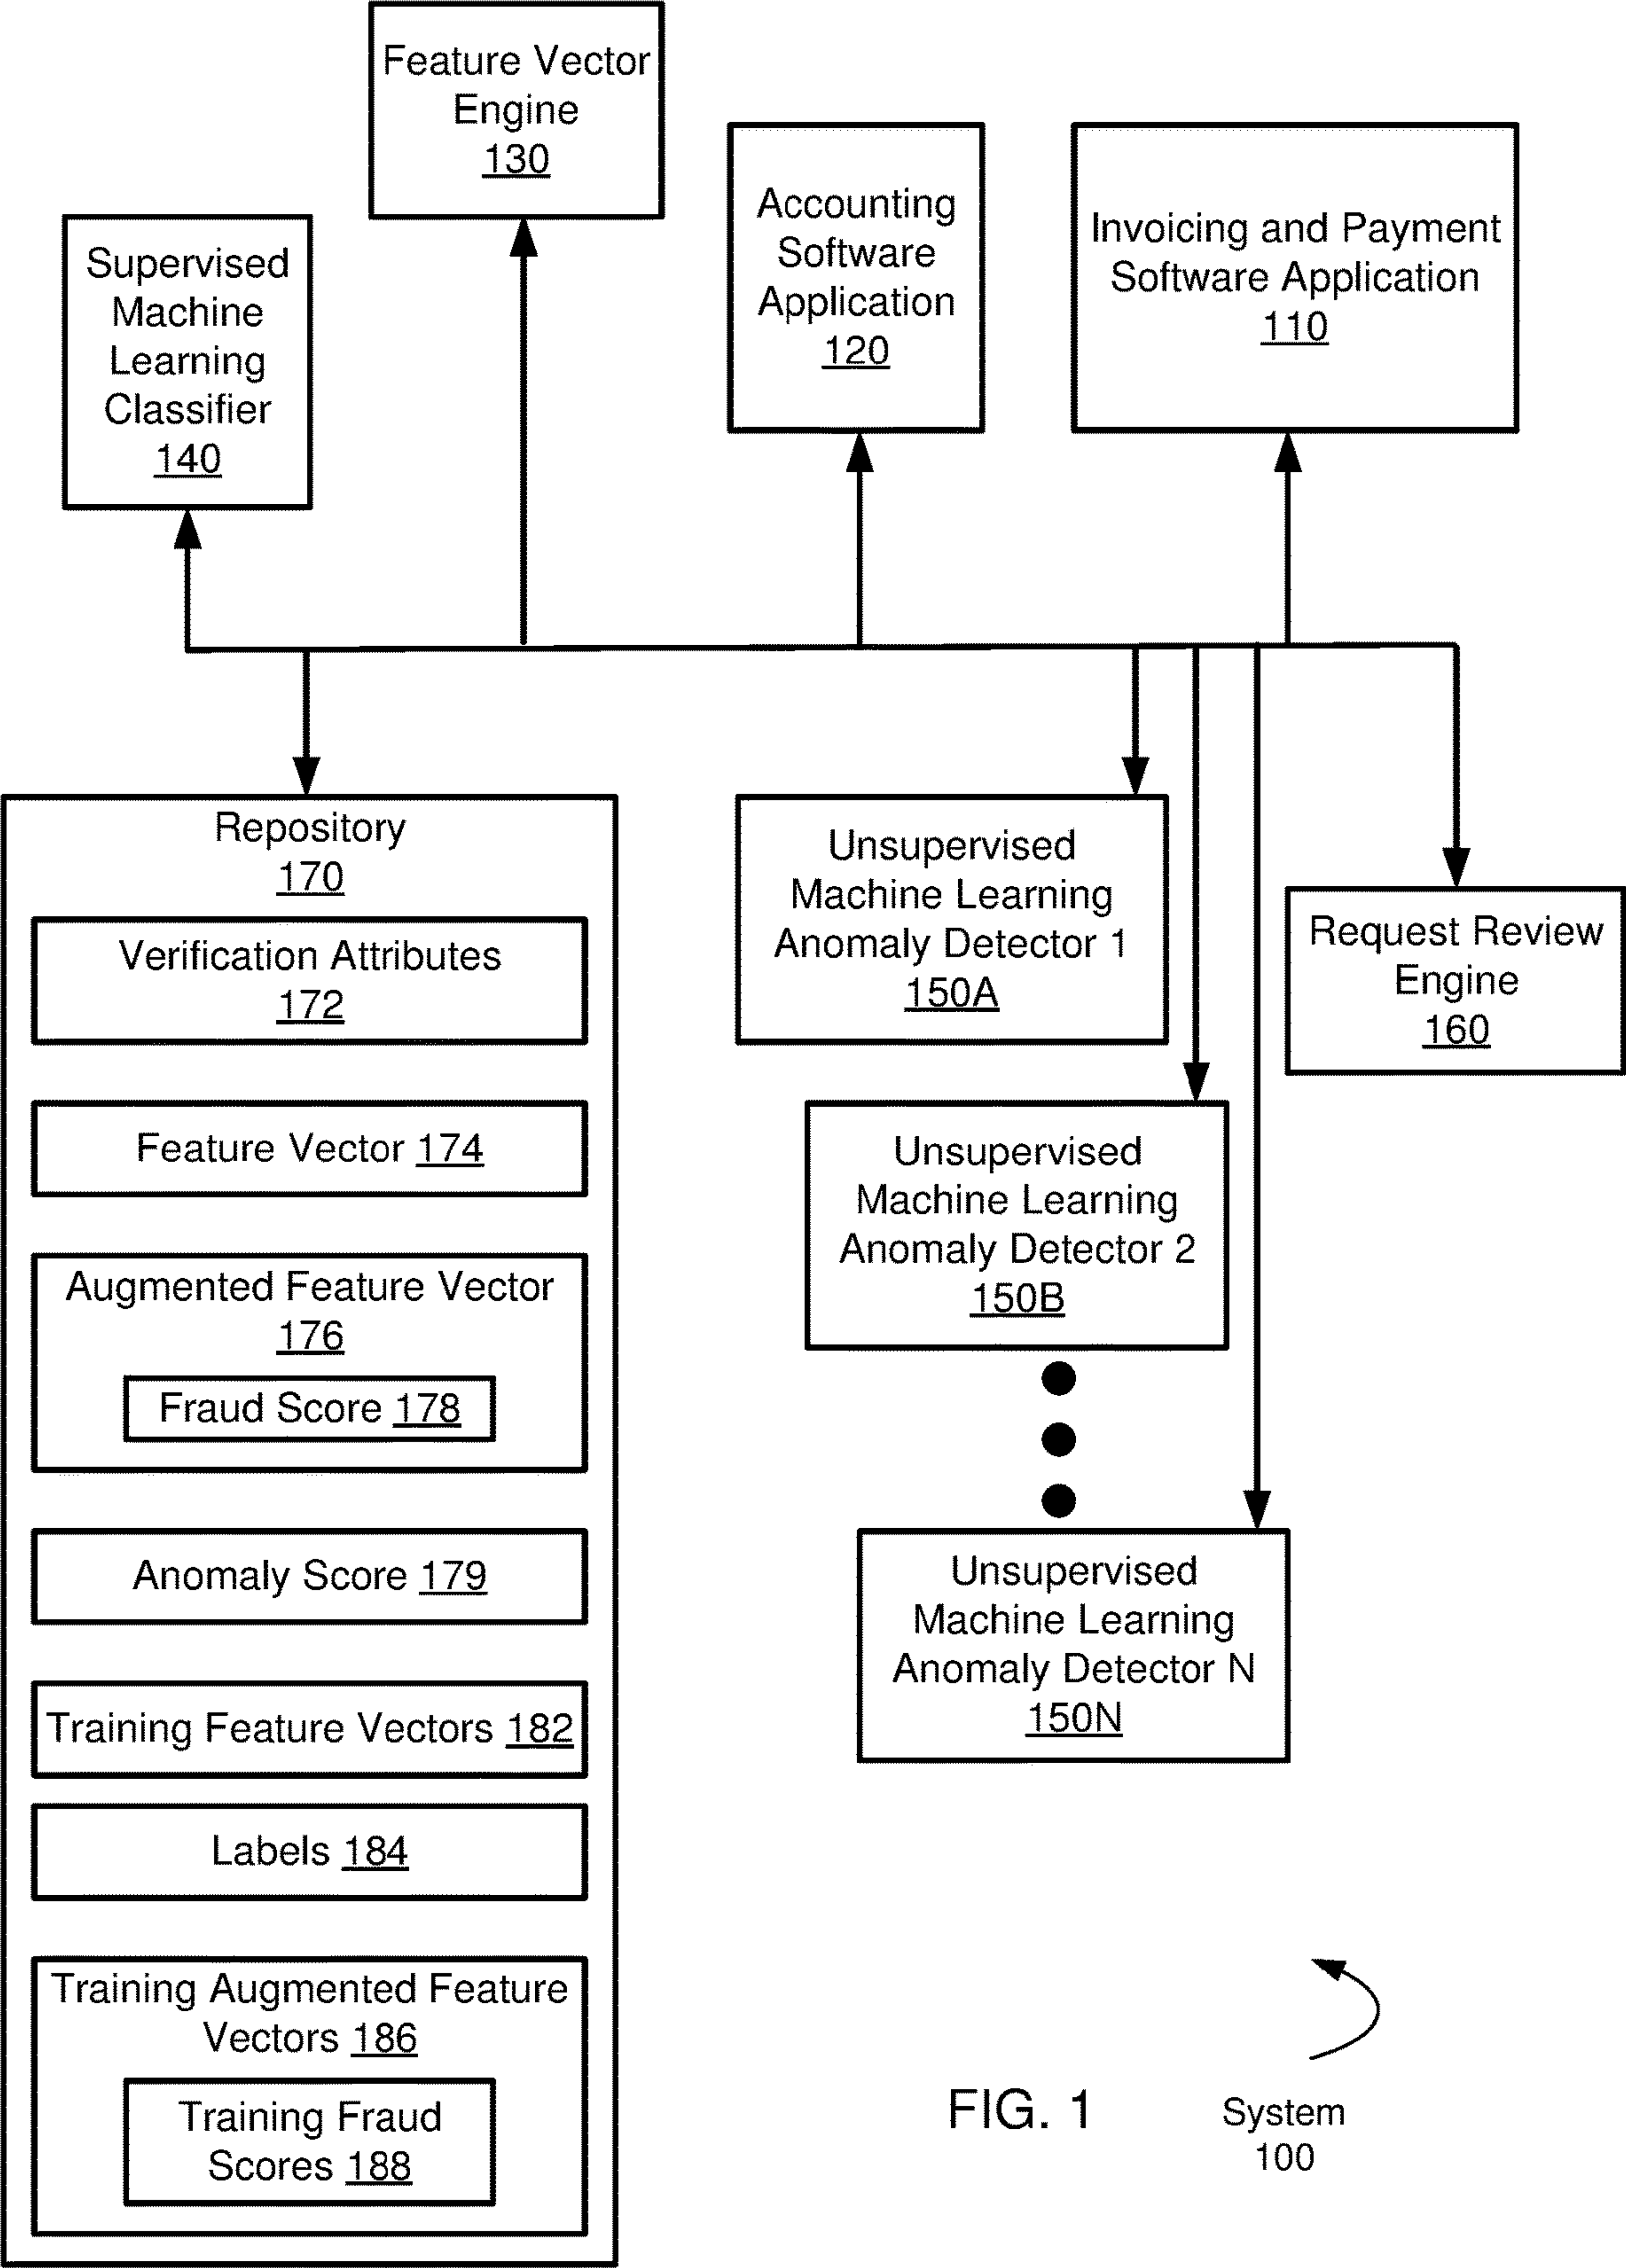 Feature Vector
Engine
130
Accounting
Software
Application
120
Invoicing and Payment
Software Application
110
Supervised
Machine
Learning
Classifier
140
Repository
170
Verification Attributes
172
Feature Vector 174
Augmented Feature Vector
176
Fraud Score 178
Anomaly Score 179
Training Feature Vectors 182
Labels 184
Training Augmented Feature
Vectors 186
Training Fraud
Scores 188
Unsupervised
Machine Learning
Anomaly Detector 1
150A
Request Review
Engine
160
Unsupervised
Machine Learning
Anomaly Detector 2
150B
Unsupervised
Machine Learning
Anomaly Detector N
150N
FIG. 1
System
100